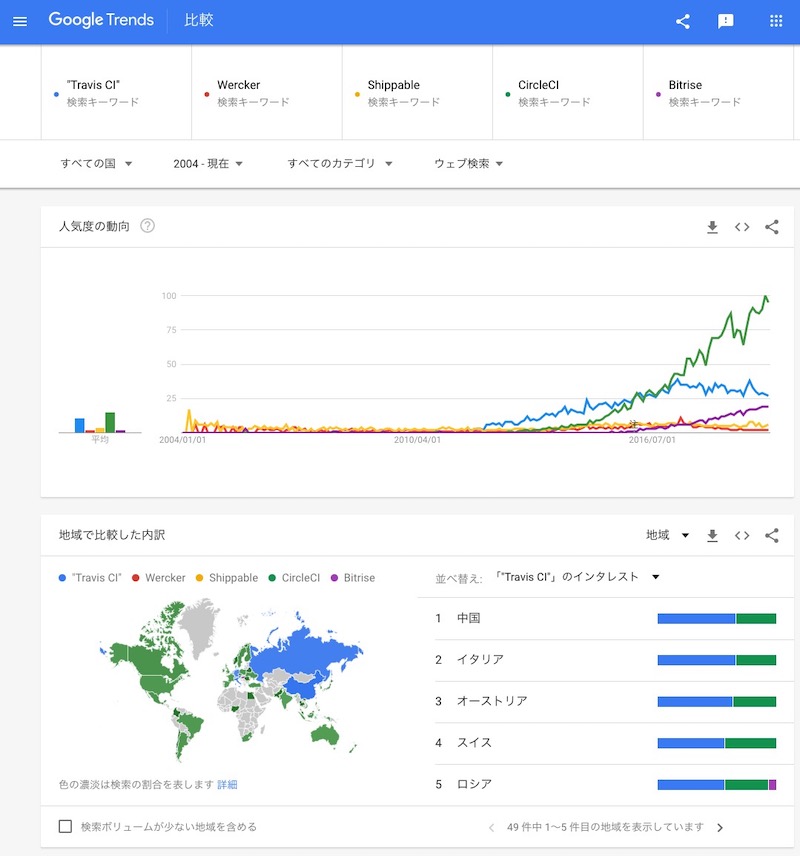 Google Trends 比較
"Travis CI"
検索キーワード
Wercker
検索キーワード
Shippable
検索キーワード
CircleCI
検索キーワード
Bitrise
検索キーワード
すべての国 2004 - 現在 すべてのカテゴリ ウェブ検索
人気度の動向
100
75
50
25
注
平均
2004/01/01 2010/04/01 2016/07/01
地域で比較した内訳 地域
"Travis CI" Wercker Shippable CircleCI Bitrise
並べ替え: 「"Travis CI"」のインタレスト
1 中国
2 イタリア
3 オーストリア
4 スイス
5 ロシア
色の濃淡は検索の割合を表します 詳細
検索ボリュームが少ない地域を含める
49 件中 1～5 件目の地域を表示しています